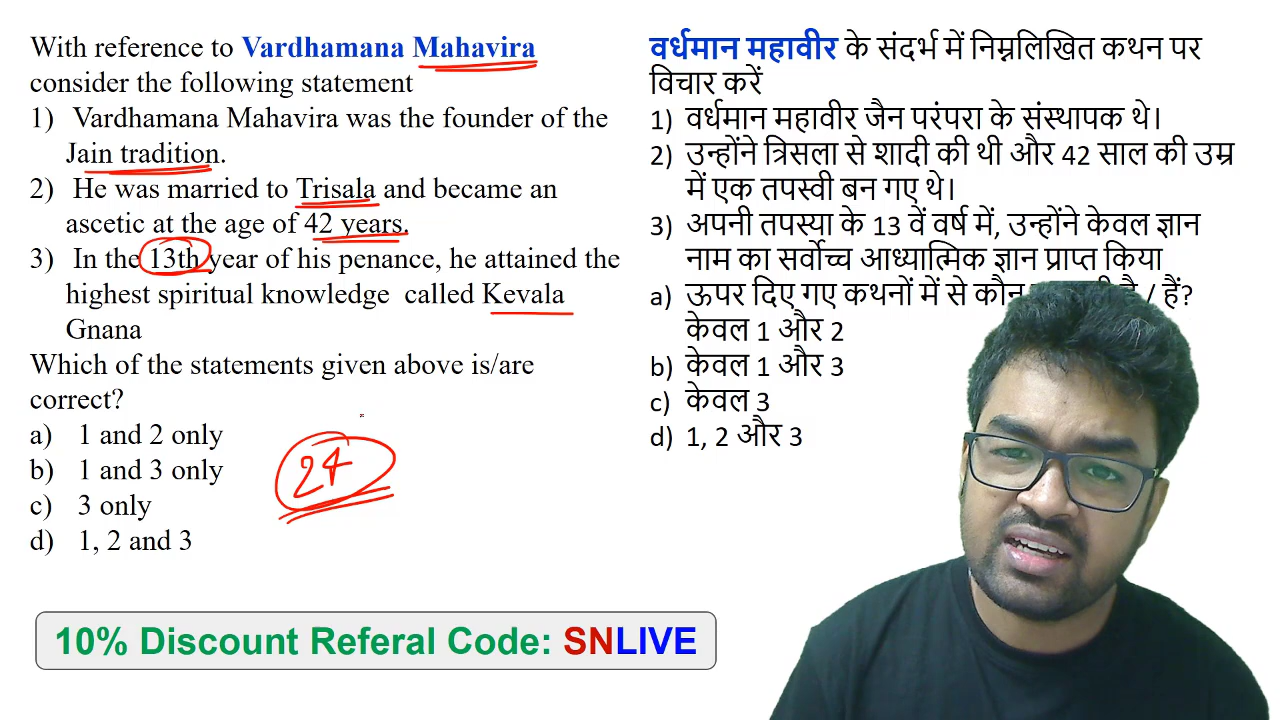 With reference to Vardhamana Mahavira
consider the following statement
1) Vardhamana Mahavira was the founder of the
Jain tradition.
2) He was married to Trisala and became an
ascetic at the age of 42 years.
3) In the 13th year of his penance, he attained the
highest spiritual knowledge called Kevala
Gnana
Which of the statements given above is/are
correct?
a) 1 and 2 only
b) 1 and 3 only
c) 3 only
d) 1, 2 and 3
24
वर्धमान महावीर के संदर्भ में निम्नलिखित कथन पर
विचार करें
1) वर्धमान महावीर जैन परंपरा के संस्थापक थे।
2) उन्होंने त्रिसला से शादी की थी और 42 साल की उम्र
में एक तपस्वी बन गए थे।
3) अपनी तपस्या के 13 वें वर्ष में, उन्होंने केवल ज्ञान
नाम का सर्वोच्च आध्यात्मिक ज्ञान प्राप्त किया
a) ऊपर दिए गए कथनों में से कौन / हैं?
केवल 1 और 2
b) केवल 1 और 3
c) केवल 3
d) 1, 2 और 3
10% Discount Referal Code: SNLIVE